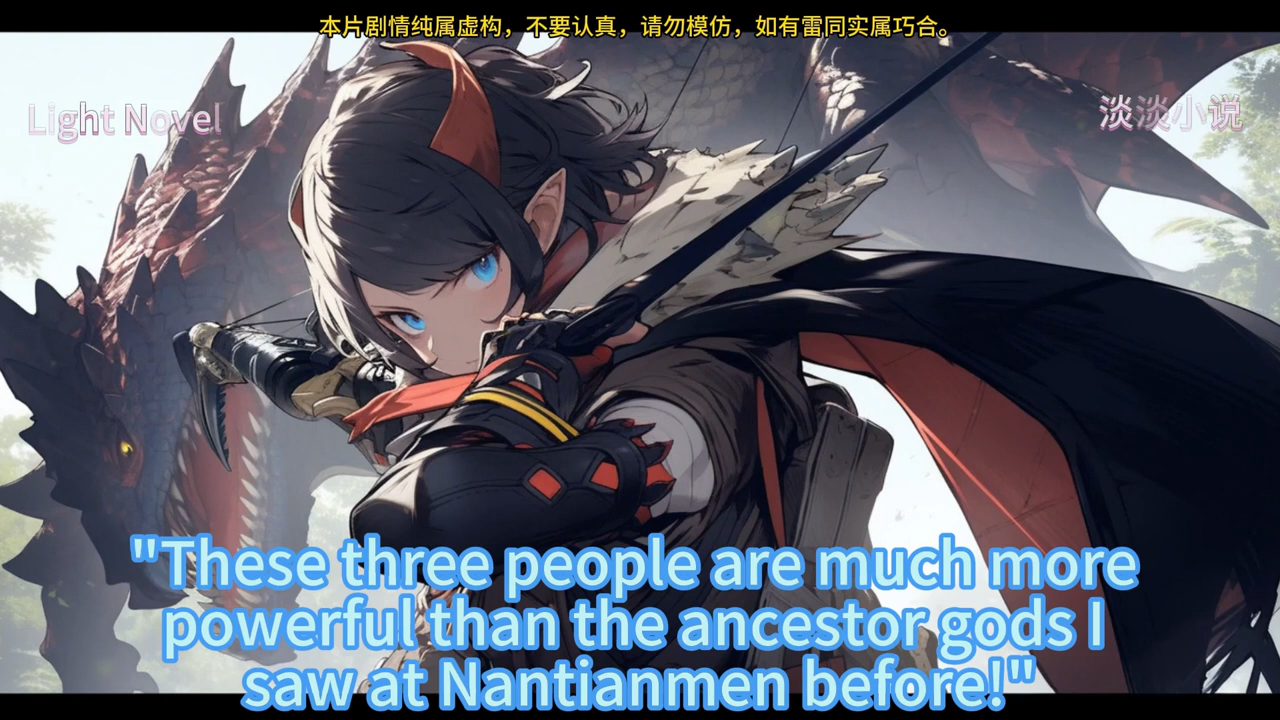 本片剧情纯属虚构，不要认真，请勿模仿，如有雷同实属巧合。
Light Novel
淡淡小说
"These three people are much more
powerful than the ancestor gods I
saw at Nantianmen before!"